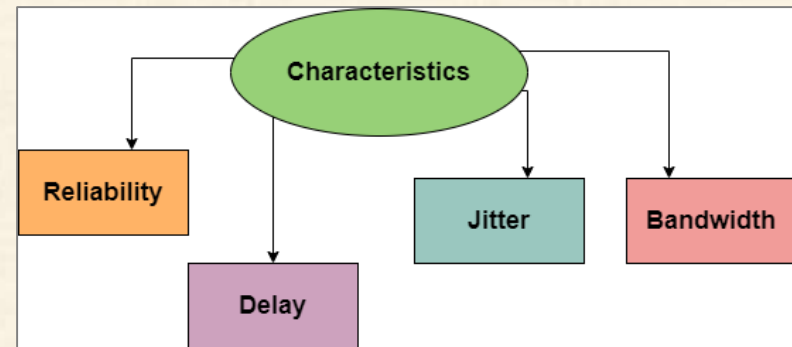 Characteristics
Reliability
Delay
Jitter
Bandwidth